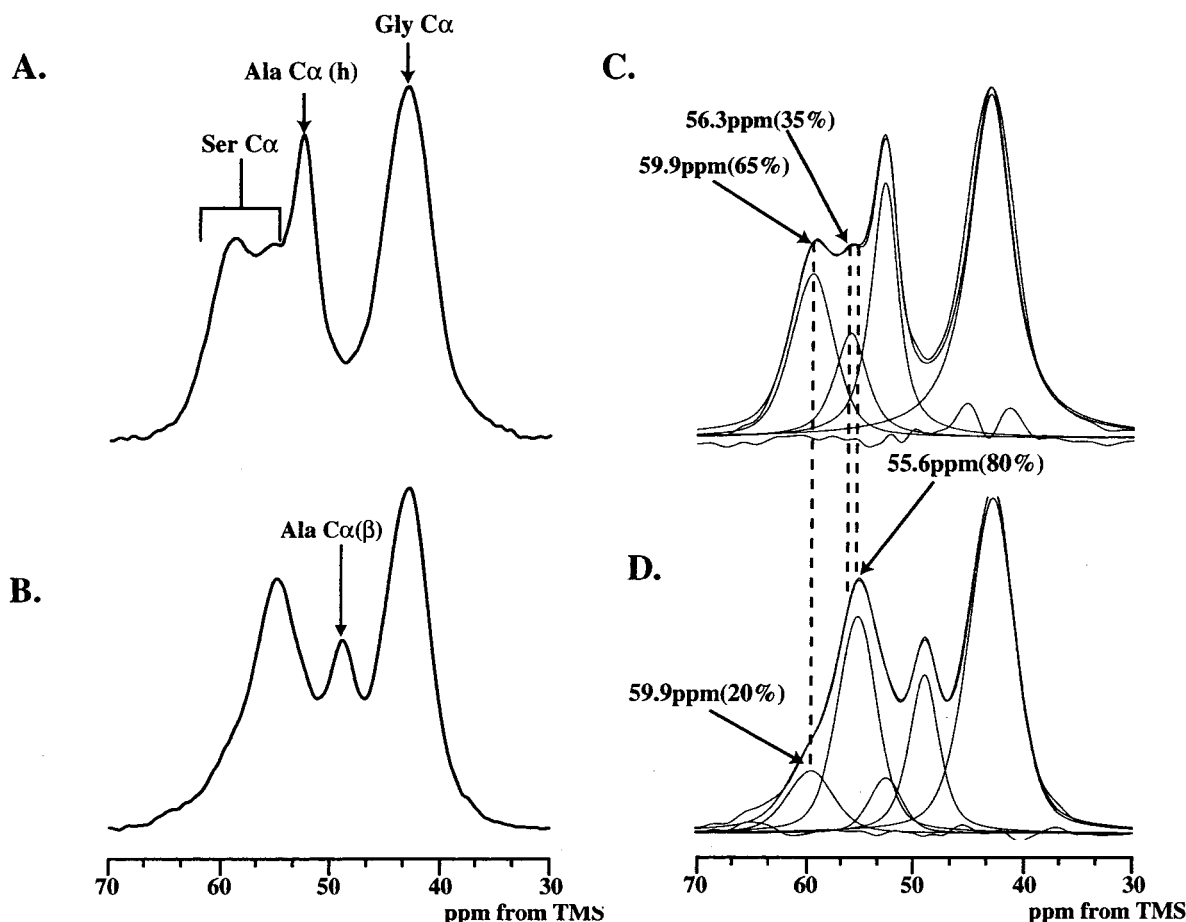 A.
Gly Cα
Ala Cα (h)
Ser Cα
C.
56.3ppm(35%)
59.9ppm(65%)
B.
Ala Cα(β)
D.
55.6ppm(80%)
59.9ppm(20%)
70 60 50 40 30
ppm from TMS
70 60 50 40 30
ppm from TMS